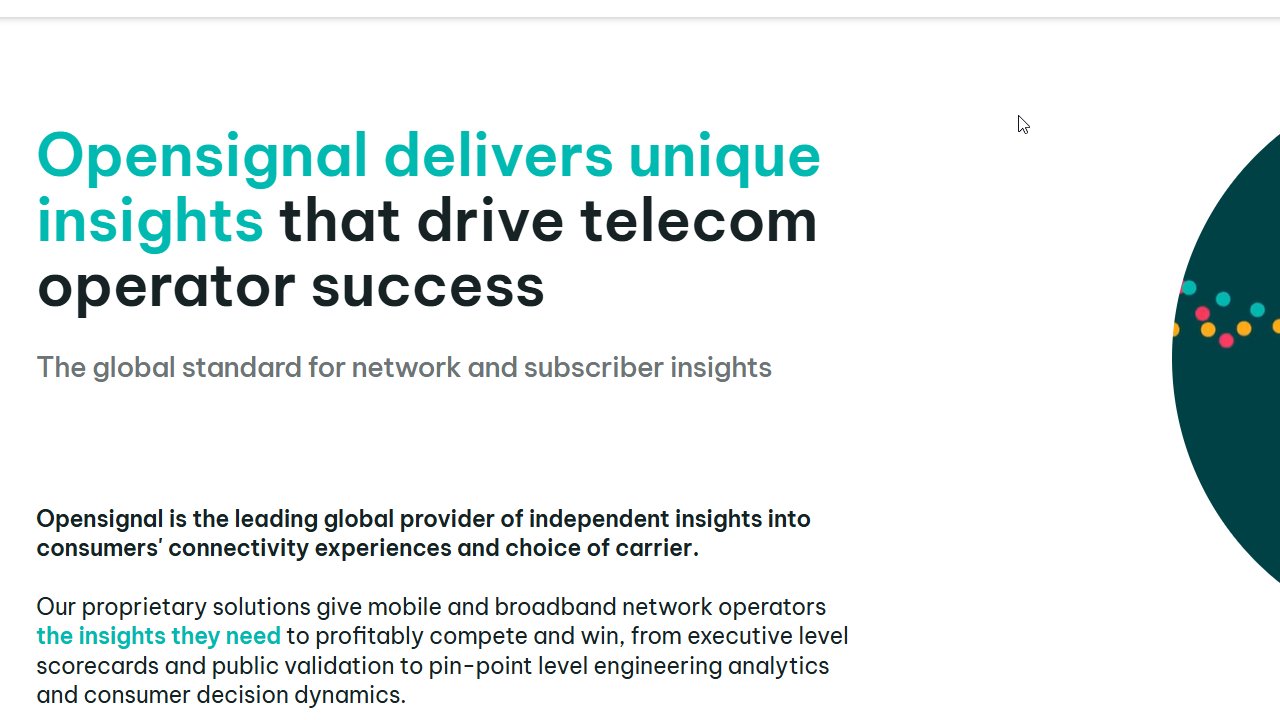 Opensignal delivers unique
insights that drive telecom
operator success
The global standard for network and subscriber insights
Opensignal is the leading global provider of independent insights into
consumers' connectivity experiences and choice of carrier.
Our proprietary solutions give mobile and broadband network operators
the insights they need to profitably compete and win, from executive level
scorecards and public validation to pin-point level engineering analytics
and consumer decision dynamics.